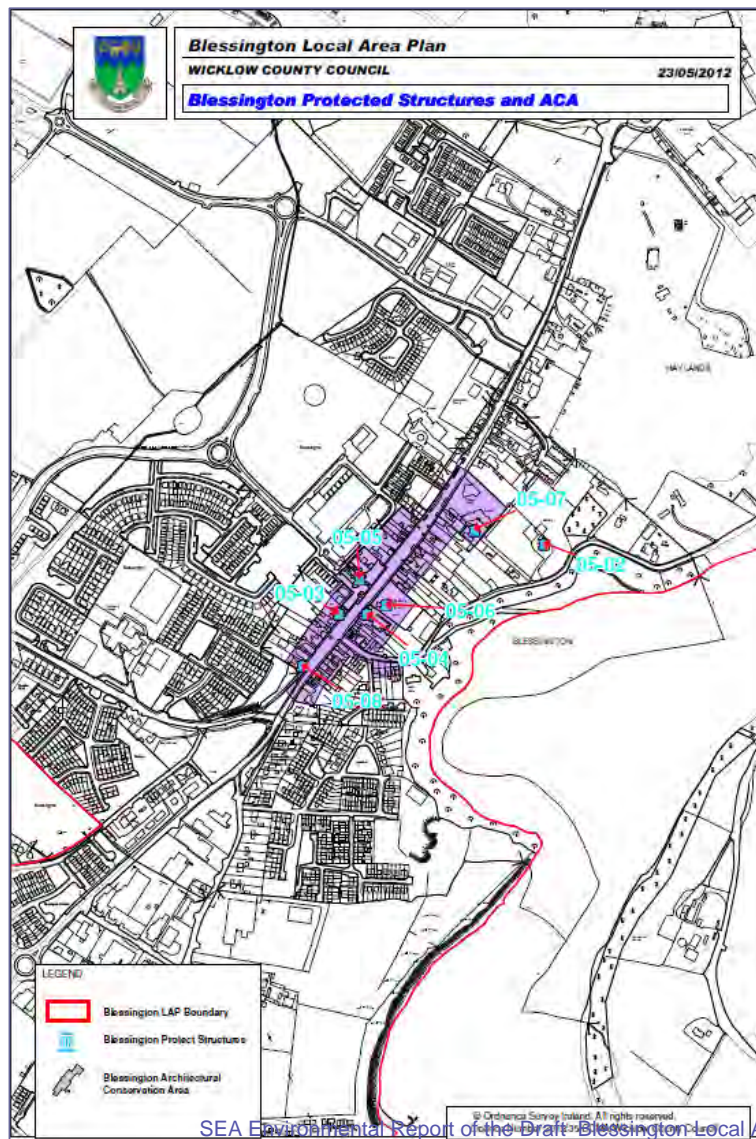 Blessington Local Area Plan
WICKLOW COUNTY COUNCIL 23/05/2012
Blessington Protected Structures and ACA
05-07
05-05
05-02
05-03
05-06
BLESSINGTON
05-04
05-08
LEGEND
Blessington LAP Boundary
Blessington Protect Structures
Blessington Architectural
Conservation Area
© Ordnance Survey Ireland. All rights reserved.
SEA Environmental Report of the Draft Blessington Local